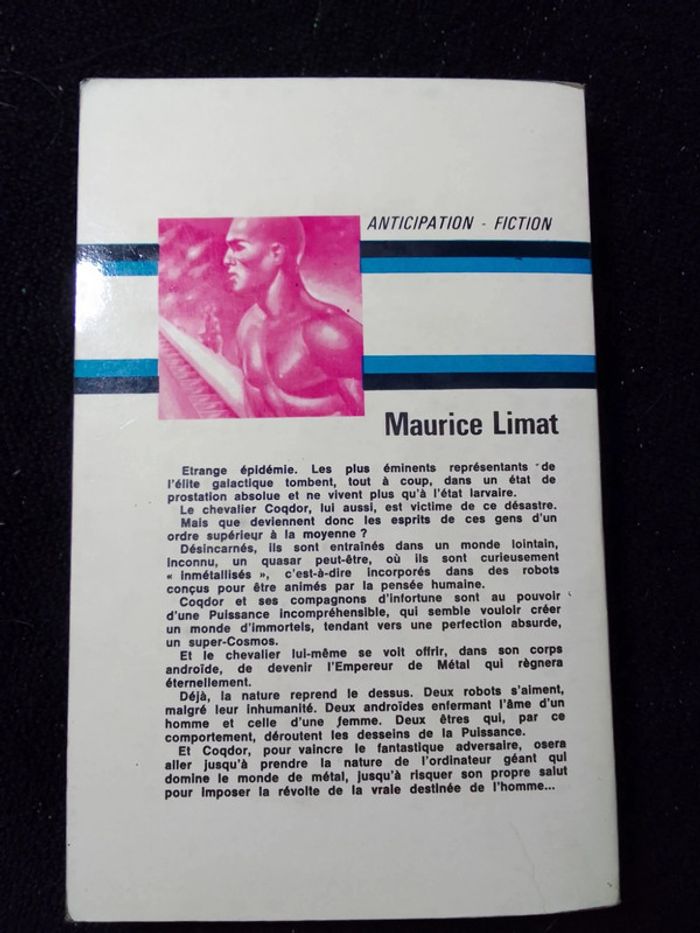 ANTICIPATION - FICTION
Maurice Limat
Etrange épidémie. Les plus éminents représentants de
l'élite galactique tombent, tout à coup, dans un état de
prostation absolue et ne vivent plus qu'à l'état larvaire.
Le chevalier Coqdor, lui aussi, est victime de ce désastre.
Mais que deviennent donc les esprits de ces gens d'un
ordre supérieur à la moyenne ?
Désincarnés, ils sont entrainés dans un monde lointain,
inconnu, un quasar peut-être, où ils sont curieusement
« inmétallisés », c'est-à-dire incorporés dans des robots
conçus pour être animés par la pensée humaine.
Coqdor et ses compagnons d'infortune sont au pouvoir
d'une Puissance incompréhensible, qui semble vouloir créer
un monde d'immortels, tendant vers une perfection absurde,
un super-Cosmos.
Et le chevalier lui-même se voit offrir, dans son corps
androïde, de devenir l'Empereur de Métal qui règnera
éternellement.
Déjà, la nature reprend le dessus. Deux robots s'aiment,
malgré leur inhumanité. Deux androïdes enfermant l'âme d'un
homme et celle d'une femme. Deux êtres qui, par ce
comportement, déroutent les desseins de la Puissance.
Et Coqdor, pour vaincre le fantastique adversaire, osera
aller jusqu'à prendre la nature de l'ordinateur géant qui
domine le monde de métal, jusqu'à risquer son propre salut
pour imposer la révolte de la vraie destinée de l'homme...